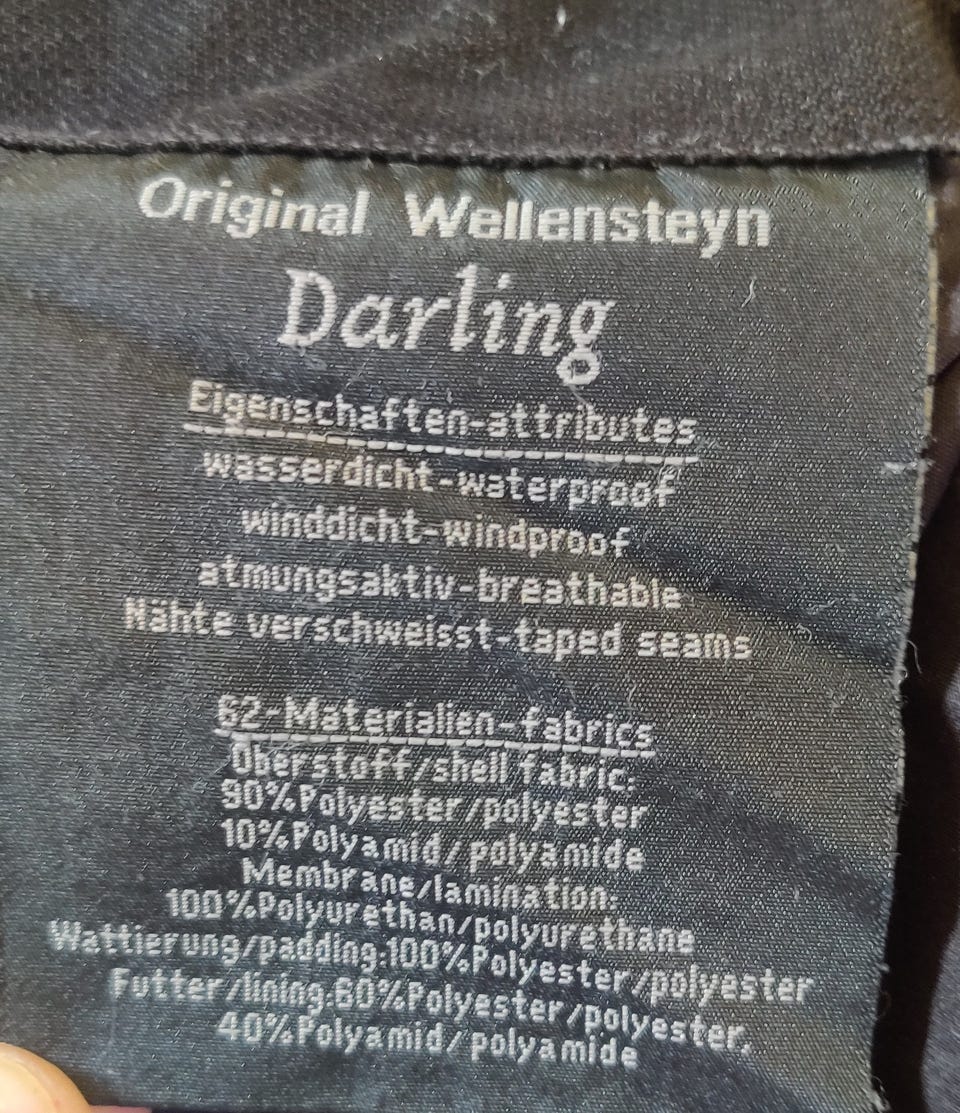 Original Wellensteyn
Darling
Eigenschaften-attributes
wasserdicht-waterproof
winddicht-windproof
atmungsaktiv-breathable
Nähte verschweisst-taped seams
62-Materialien-fabrics
Oberstoff/shell fabric:
90%Polyester/polyester
10%Polyamid/polyamide
Membrane/lamination:
100%Polyurethan/polyurethane
Wattierung/padding:100%Polyester/polyester
Futter/lining:60%Polyester/polyester,
40%Polyamid/polyamide